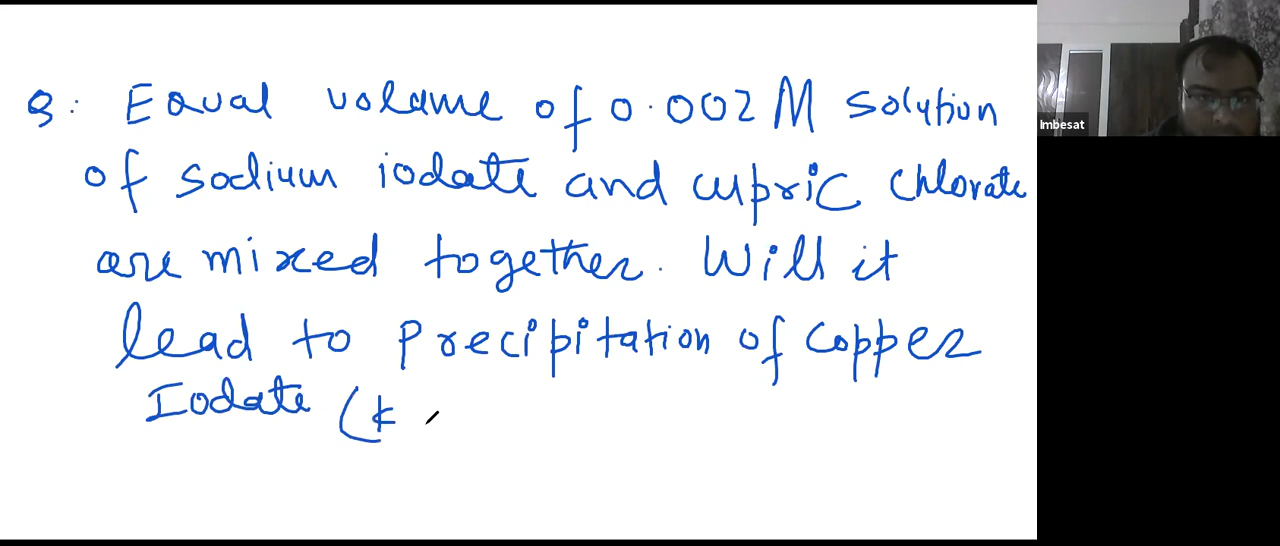 Q: Equal volume of 0.002 M solution
of sodium iodate and cupric chlorate
are mixed together. Will it
lead to precipitation of copper
Iodate (K
Imbesat